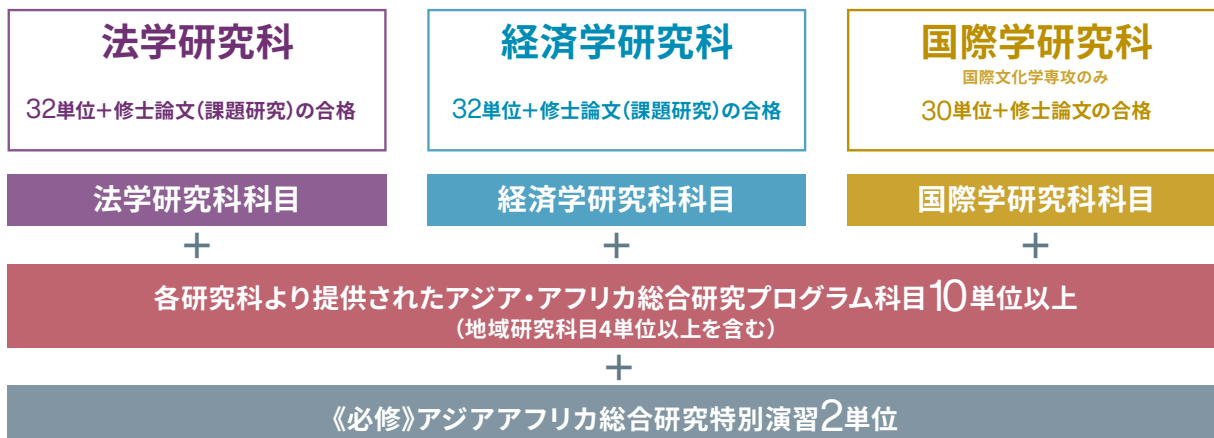 法学研究科
32単位＋修士論文（課題研究）の合格
経済学研究科
32単位＋修士論文（課題研究）の合格
国際学研究科
国際文化学専攻のみ
30単位＋修士論文の合格
法学研究科科目
経済学研究科科目
国際学研究科科目
＋
＋
＋
各研究科より提供されたアジア・アフリカ総合研究プログラム科目10単位以上
（地域研究科目4単位以上を含む）
＋
《必修》アジアアフリカ総合研究特別演習2単位